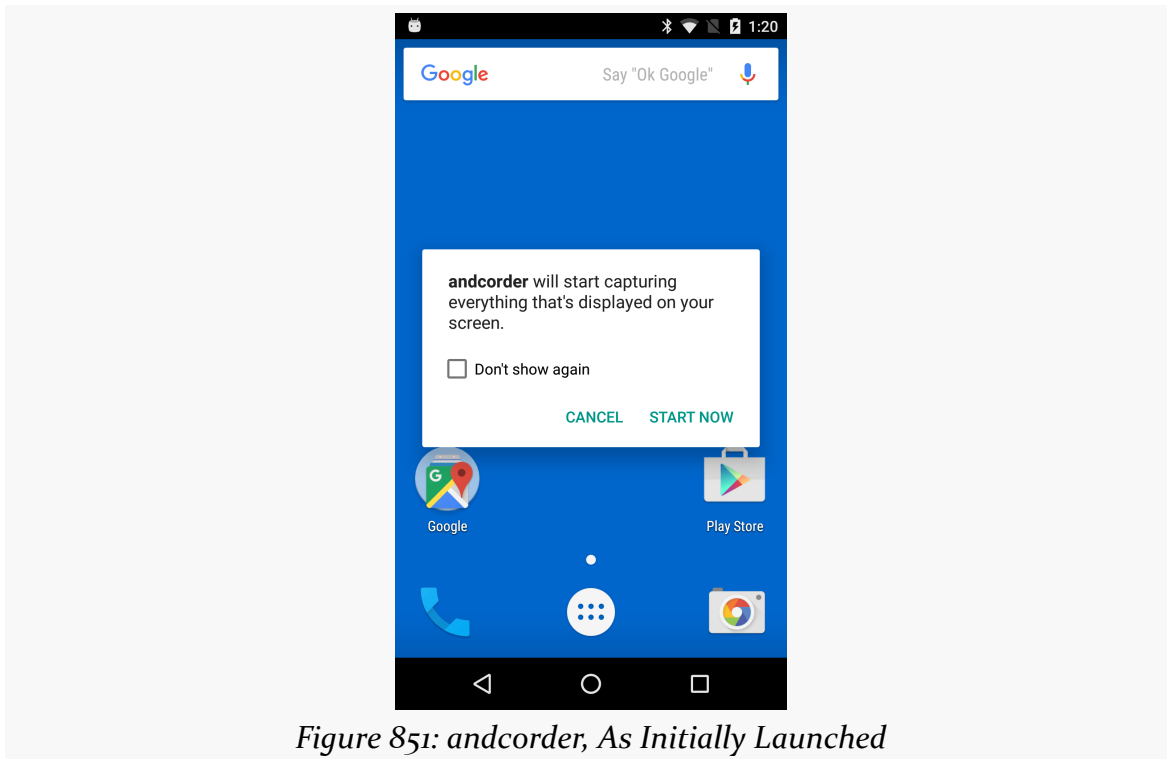 1:20
Google Say "Ok Google"
andcorder will start capturing
everything that's displayed on your
screen.
Don't show again
CANCEL START NOW
G
Google Play Store
Figure 851: andcorder, As Initially Launched